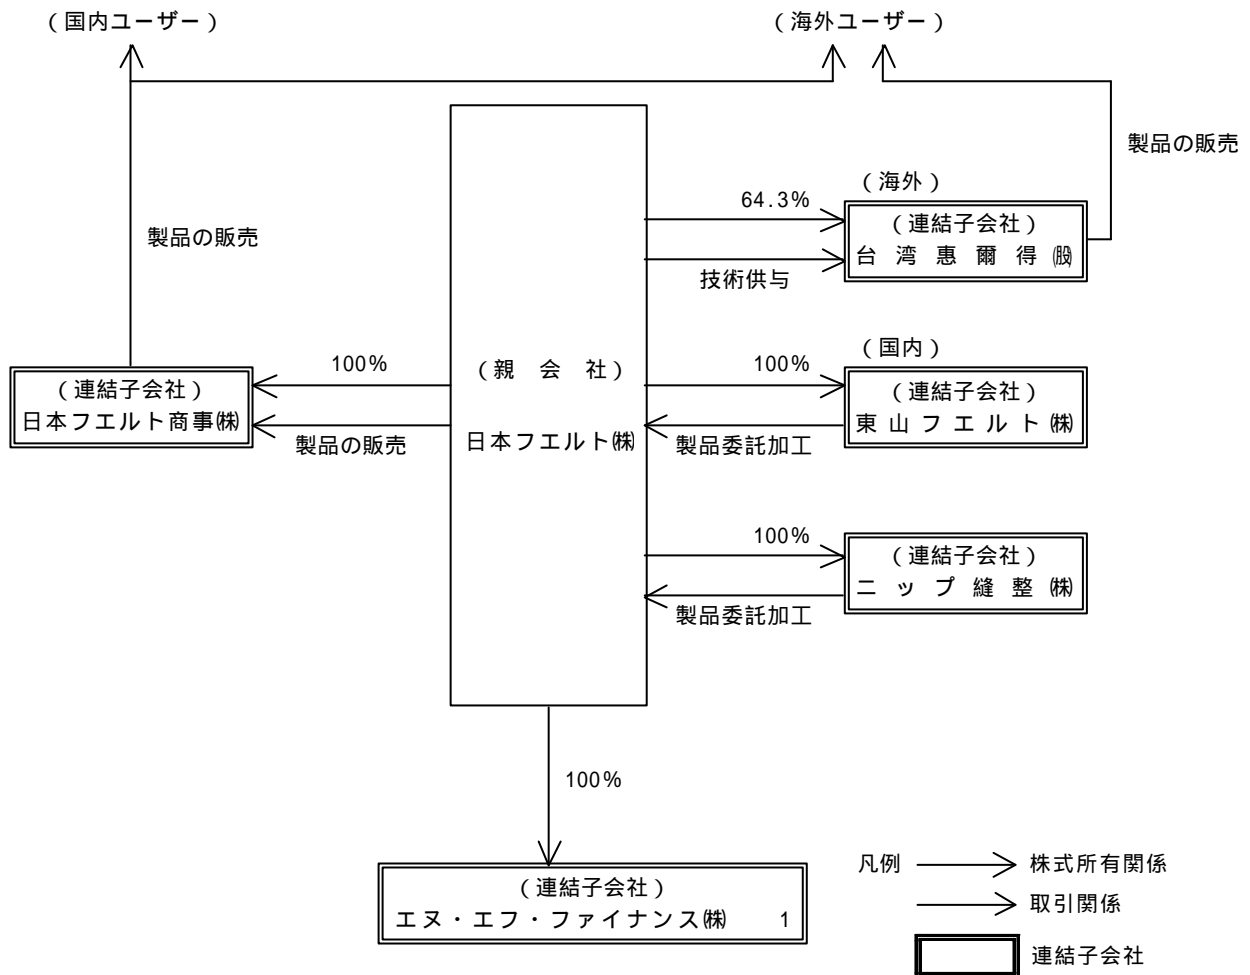 （国内ユーザー）
（海外ユーザー）
製品の販売
（海外）
64.3%
（連結子会社）
台湾惠爾得㈽
製品の販売
技術供与
（国内）
100%
（親会社）
100%
（連結子会社）
（連結子会社）
日本フエルト商事㈱
東山フエルト㈱
製品の販売
日本フエルト㈱
製品委託加工
100%
（連結子会社）
ニップ縫整㈱
製品委託加工
100%
凡例
株式所有関係
（連結子会社）
取引関係
エヌ・エフ・ファイナンス㈱ 1
連結子会社